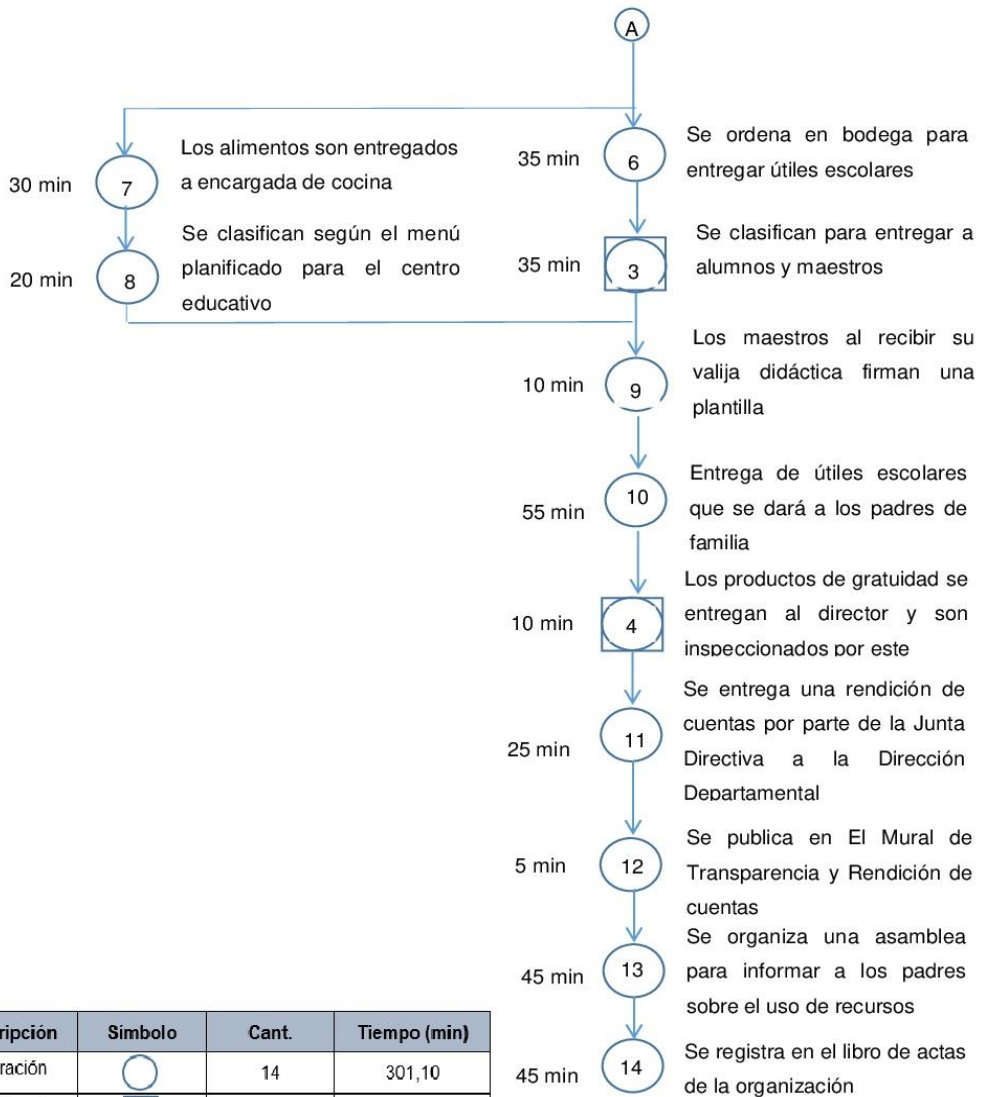 A
30 min
7
Los alimentos son entregados
a encargada de cocina
20 min
8
Se clasifican según el menú
planificado para el centro
educativo
35 min
6
Se ordena en bodega para
entregar útiles escolares
35 min
3
Se clasifican para entregar a
alumnos y maestros
10 min
9
Los maestros al recibir su
valija didáctica firman una
plantilla
55 min
10
Entrega de útiles escolares
que se dará a los padres de
familia
10 min
4
Los productos de gratuidad se
entregan al director y son
inspeccionados por este
25 min
11
Se entrega una rendición de
cuentas por parte de la Junta
Directiva a la Dirección
Departamental
5 min
12
Se publica en El Mural de
Transparencia y Rendición de
cuentas
45 min
13
Se organiza una asamblea
para informar a los padres
sobre el uso de recursos
45 min
14
Se registra en el libro de actas
de la organización
ripción Símbolo Cant. Tiempo (min)
ración 14 301,10